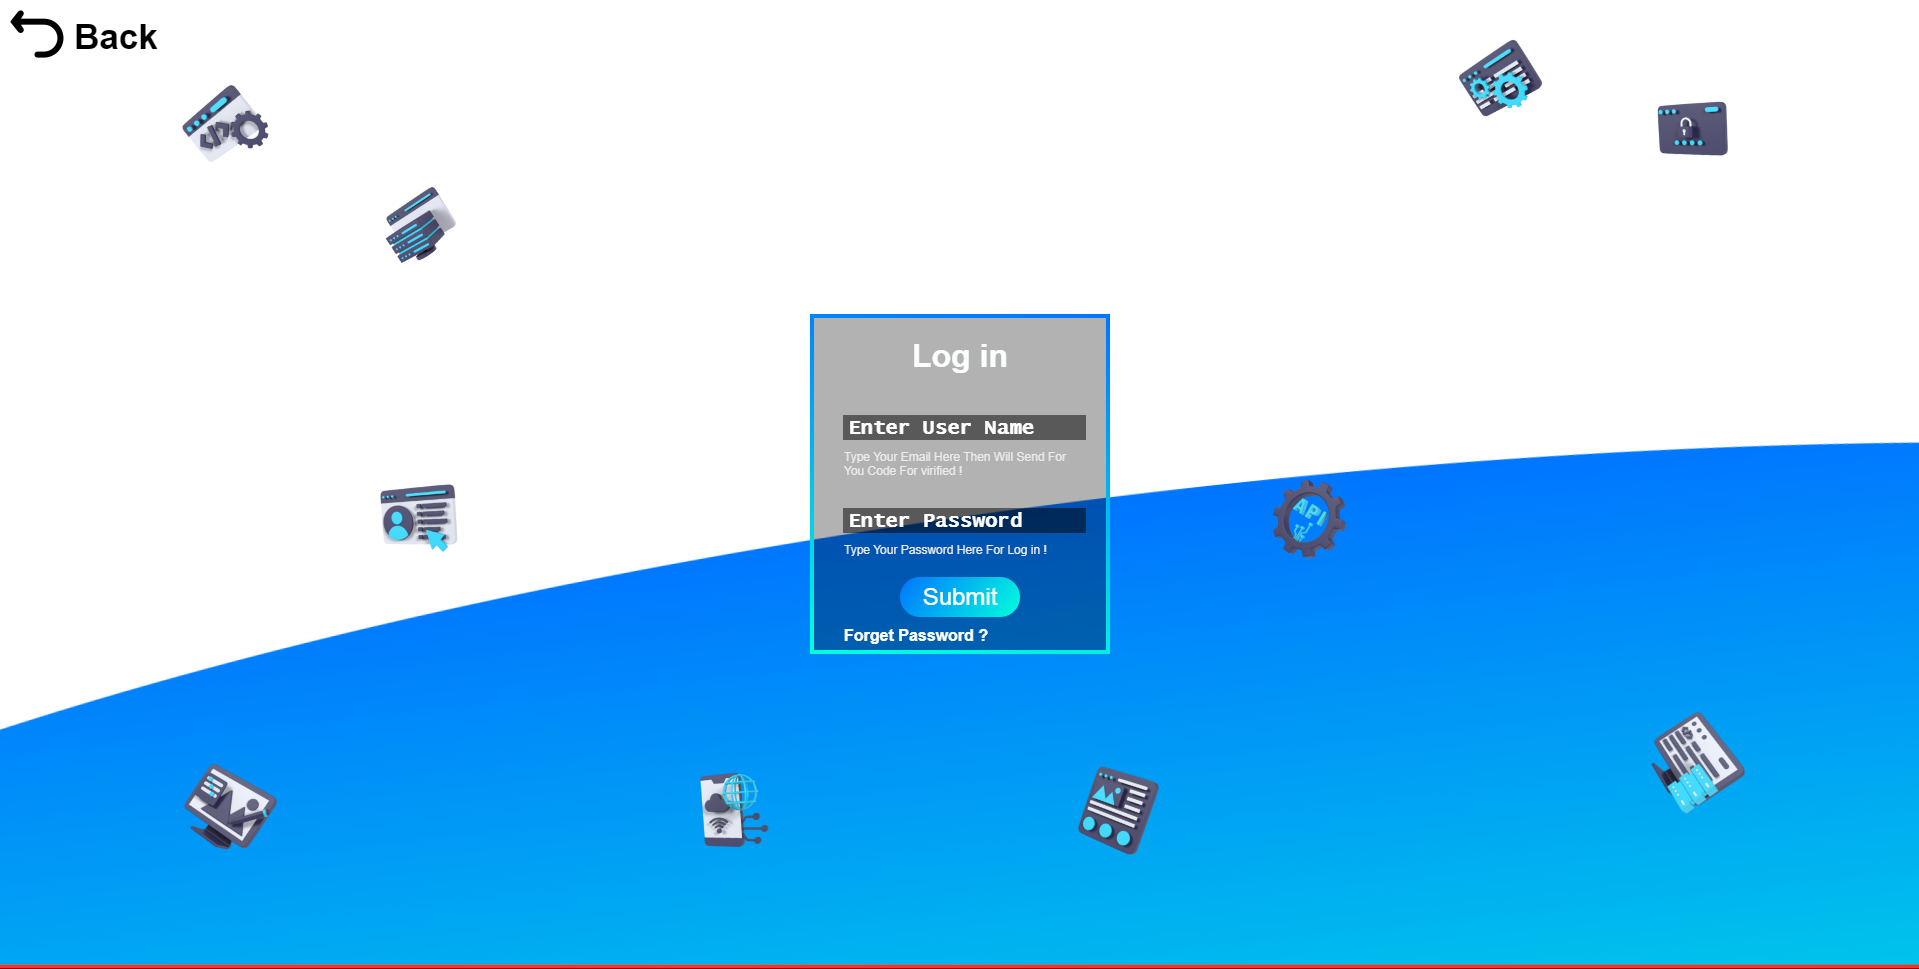 Back
Log in
Enter User Name
Type Your Email Here Then Will Send For
You Code For virified !
Enter Password
Type Your Password Here For Log in !
Submit
Forget Password ?
API